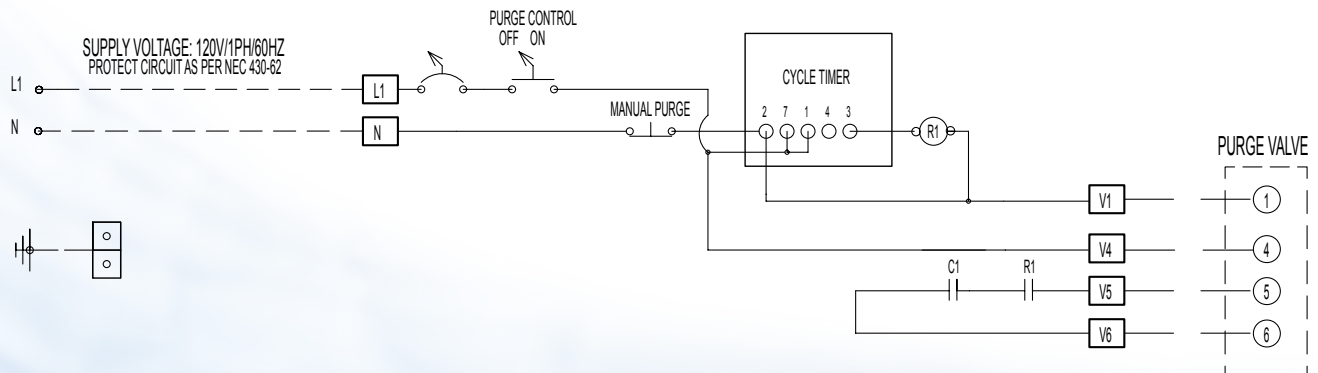 PURGE CONTROL
OFF ON
SUPPLY VOLTAGE: 120V/1PH/60HZ
PROTECT CIRCUIT AS PER NEC 430-62
L1
L1
CYCLE TIMER
MANUAL PURGE
2 7 1 4 3
N
N
R1
PURGE VALVE
V1
1
V4
4
C1
R1
V5
5
V6
6